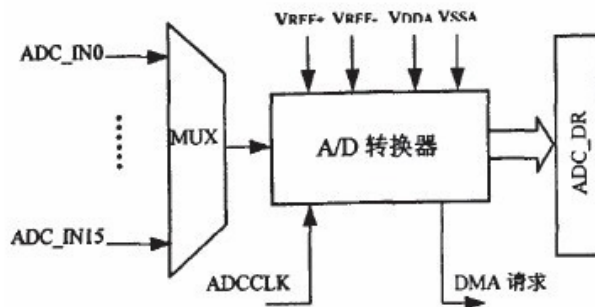 VREF+ VREF- VDDA VSSA
ADC_IN0
MUX
A/D 转换器
ADC_DR
ADC_IN15
ADCCLK
DMA 请求